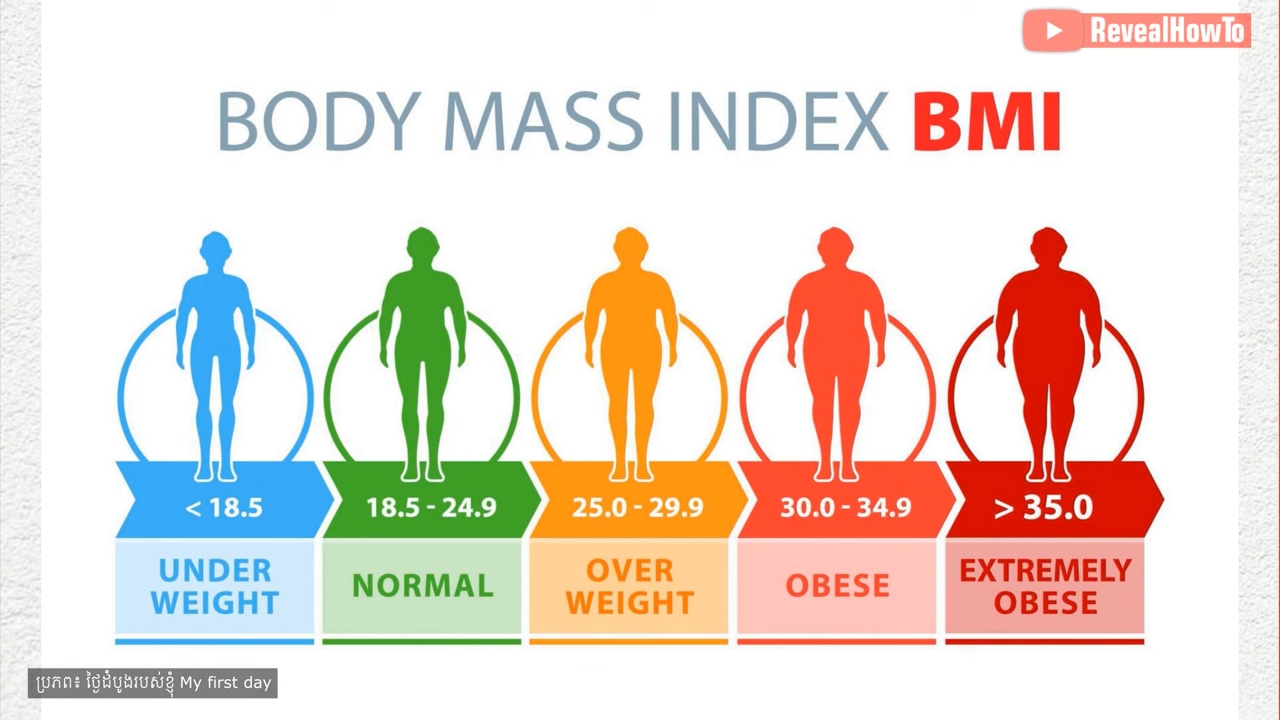 RevealHowTo
BODY MASS INDEX BMI
< 18.5
18.5 - 24.9
25.0 - 29.9
30.0 - 34.9
> 35.0
UNDER
WEIGHT
NORMAL
OVER
WEIGHT
OBESE
EXTREMELY
OBESE
ប្រភព៖ ថ្ងៃដំបូងរបស់ខ្ញុំ My first day